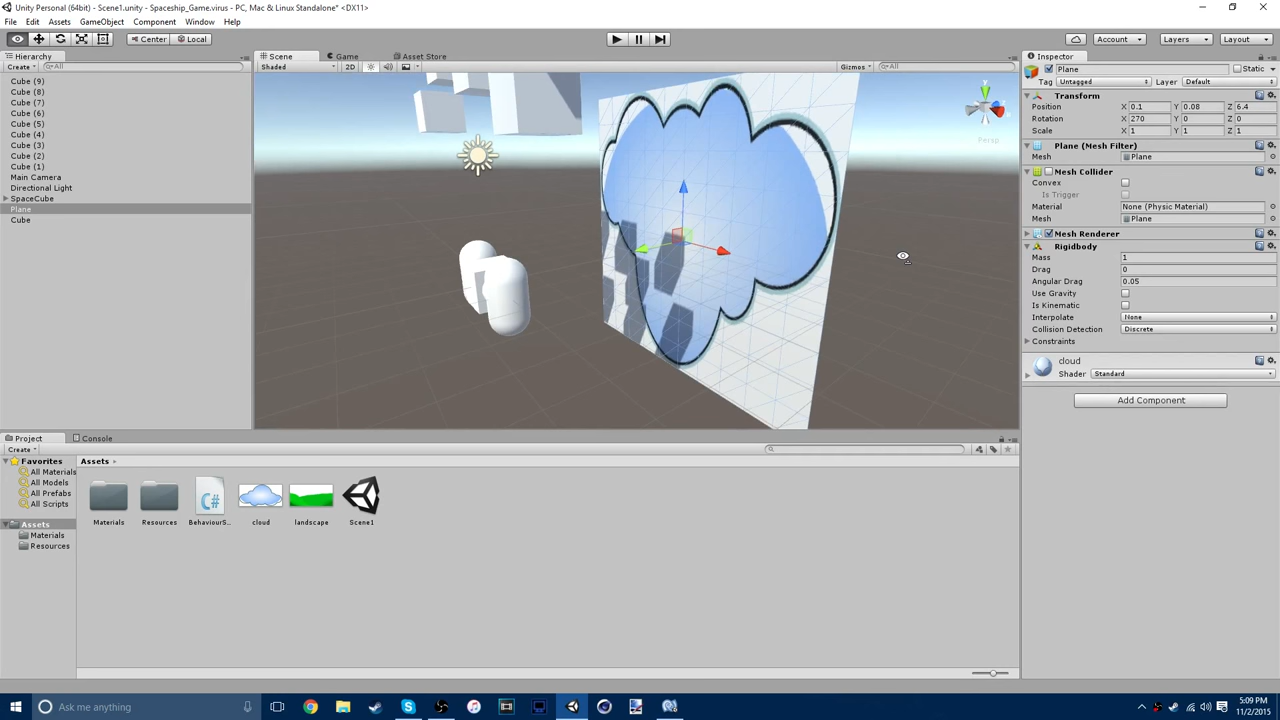 Unity Personal (64bit) - Scene1.unity - Spaceship_Game.virus - PC, Mac & Linux Standalone* <DX11>
File Edit Assets GameObject Component Window Help
Center Local Account Layers Layout
Hierarchy
Create All
Cube (9)
Cube (8)
Cube (7)
Cube (6)
Cube (5)
Cube (4)
Cube (3)
Cube (2)
Cube (1)
Main Camera
Directional Light
SpaceCube
Plane
Cube
Scene Game Asset Store
Shaded 2D Gizmos All
y
Persp
Inspector
Plane Static
Tag Untagged Layer Default
Transform
Position X 0.1 Y 0.08 Z 6.4
Rotation X 270 Y 0 Z 0
Scale X 1 Y 1 Z 1
Plane (Mesh Filter)
Mesh Plane
Mesh Collider
Convex
Is Trigger
Material None (Physic Material)
Mesh Plane
Mesh Renderer
Rigidbody
Mass 1
Drag 0
Angular Drag 0.05
Use Gravity
Is Kinematic
Interpolate None
Collision Detection Discrete
Constraints
cloud
Shader Standard
Add Component
Project Console
Create
Favorites
All Materials
All Models
All Prefabs
All Scripts
Assets
Materials
Resources
Assets
C#
Materials Resources BehaviourS... cloud landscape Scene1
Ask me anything
5:09 PM
11/2/2015